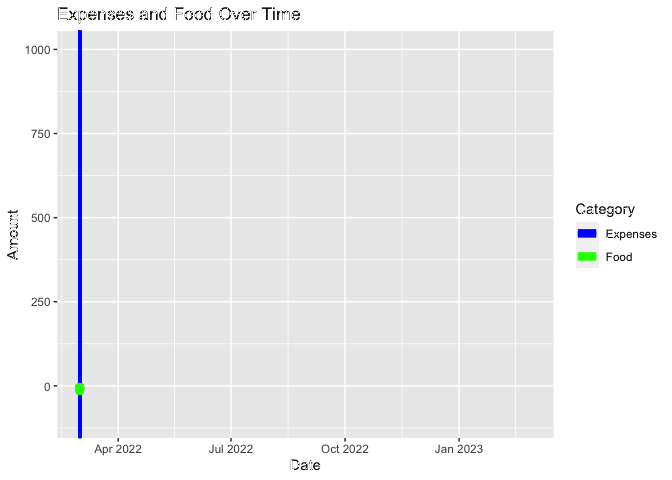 Expenses and Food Over Time
1000
750
500
250
0
Amount
Apr 2022
Jul 2022
Oct 2022
Jan 2023
Date
Category
Expenses
Food